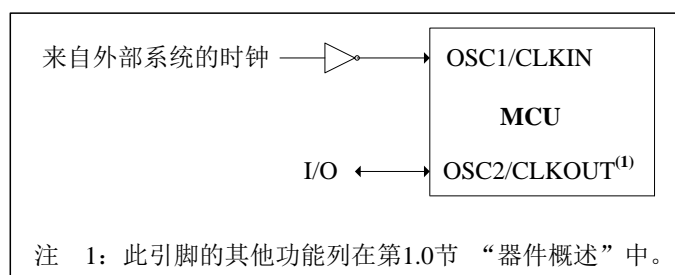 来自外部系统的时钟
OSC1/CLKIN
MCU
I/O
OSC2/CLKOUT(1)
注 1：此引脚的其他功能列在第1.0节 “器件概述”中。